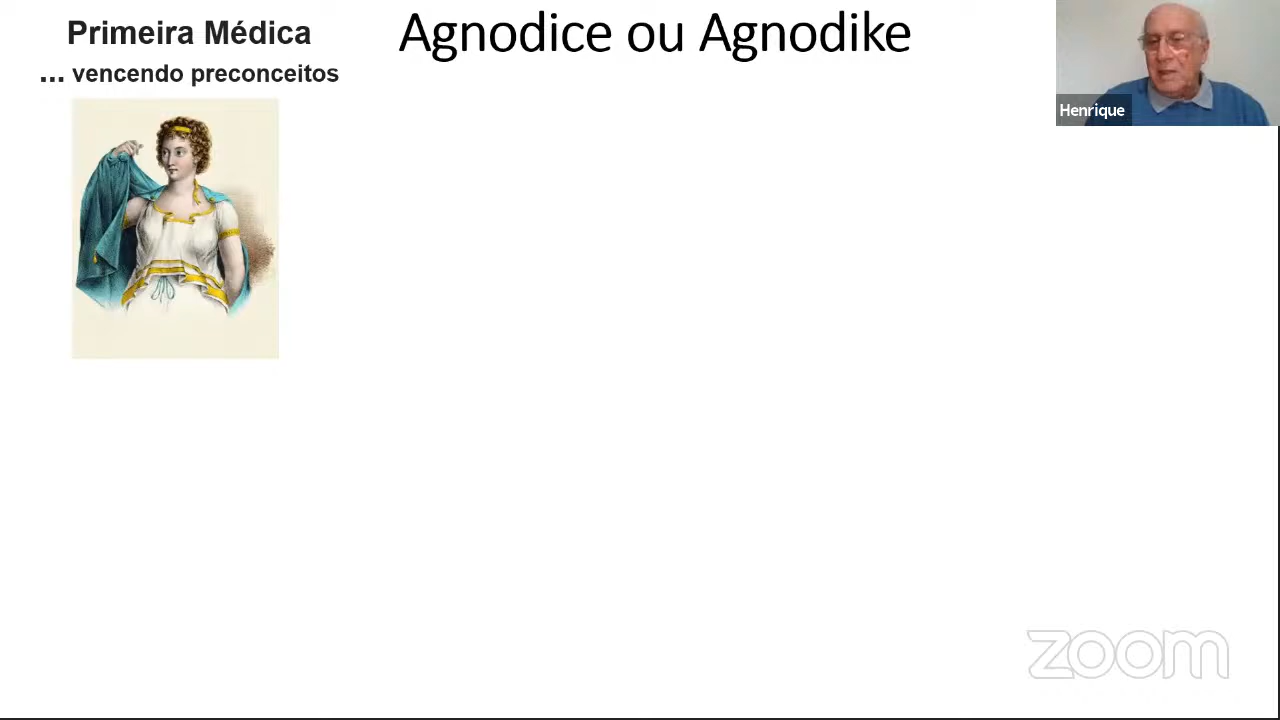 Primeira Médica
... vencendo preconceitos
Agnodice ou Agnodike
Henrique
zoom